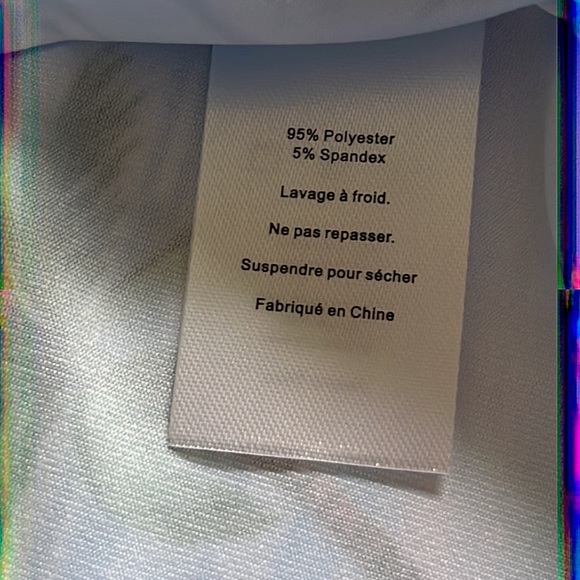 95% Polyester
5% Spandex
Lavage à froid.
Ne pas repasser.
Suspendre pour sécher
Fabriqué en Chine